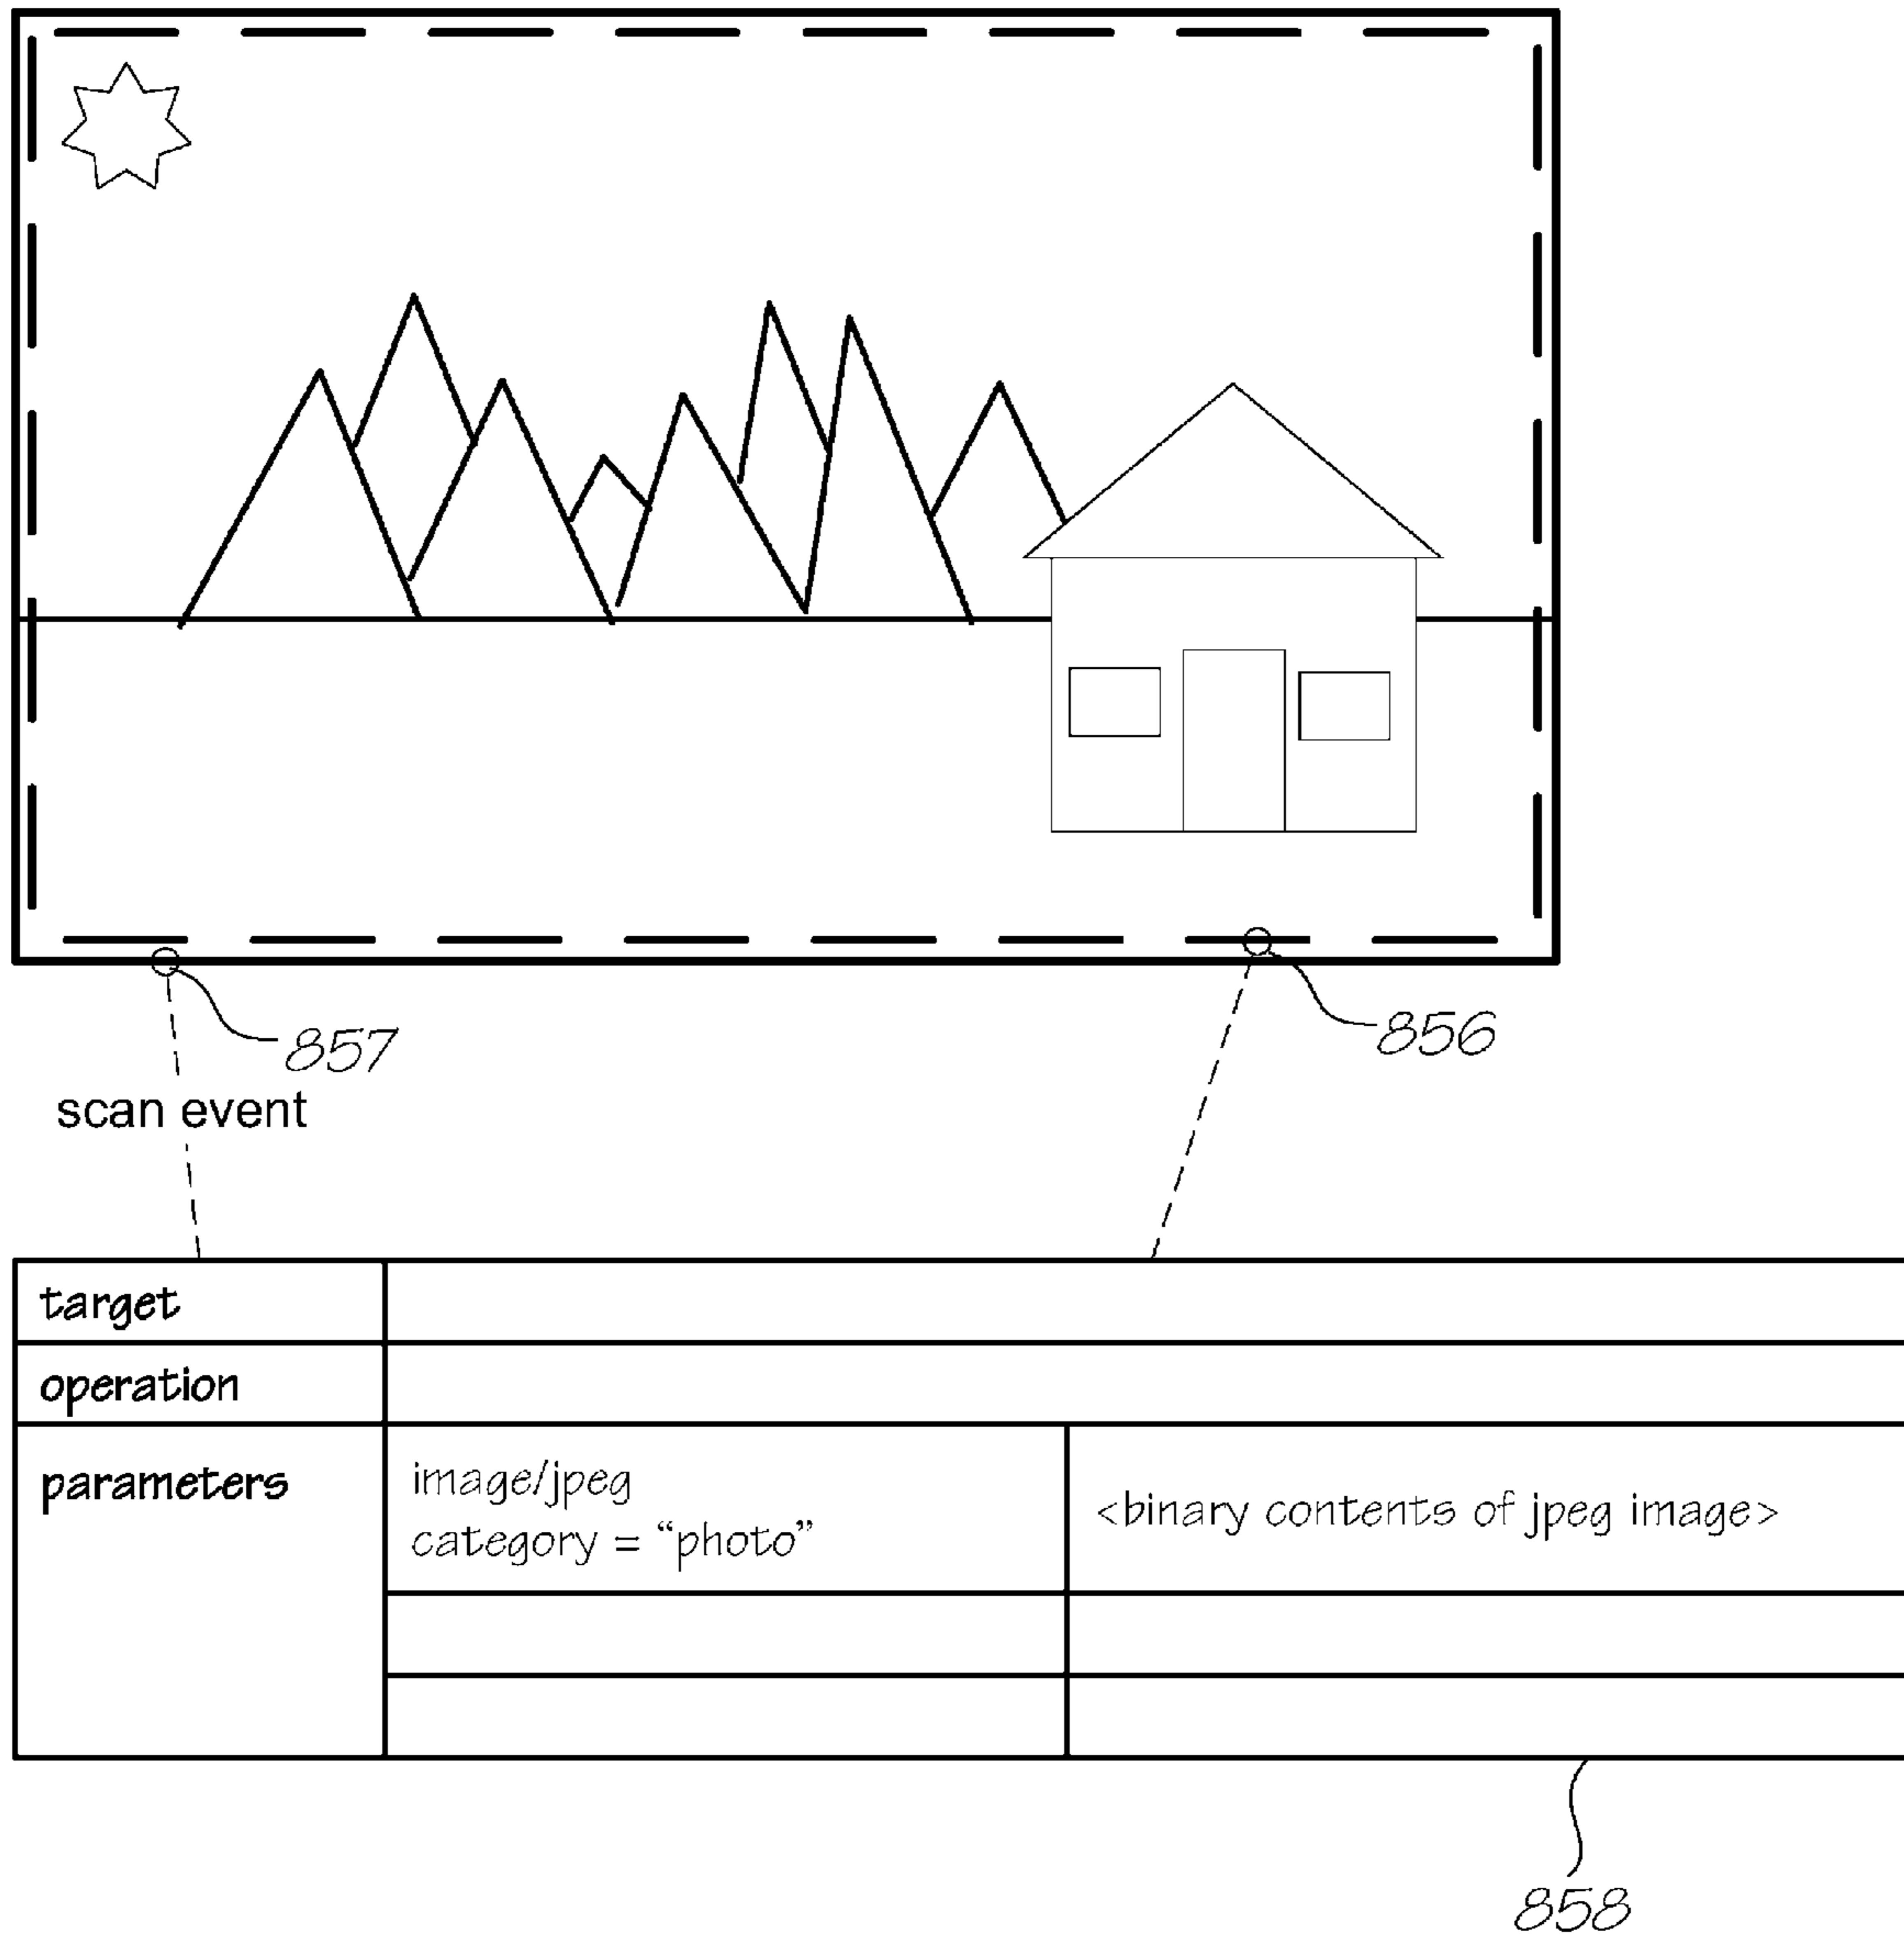 857
856
scan event
target
operation
parameters
image/jpeg
category = “photo”
<binary contents of jpeg image>
858